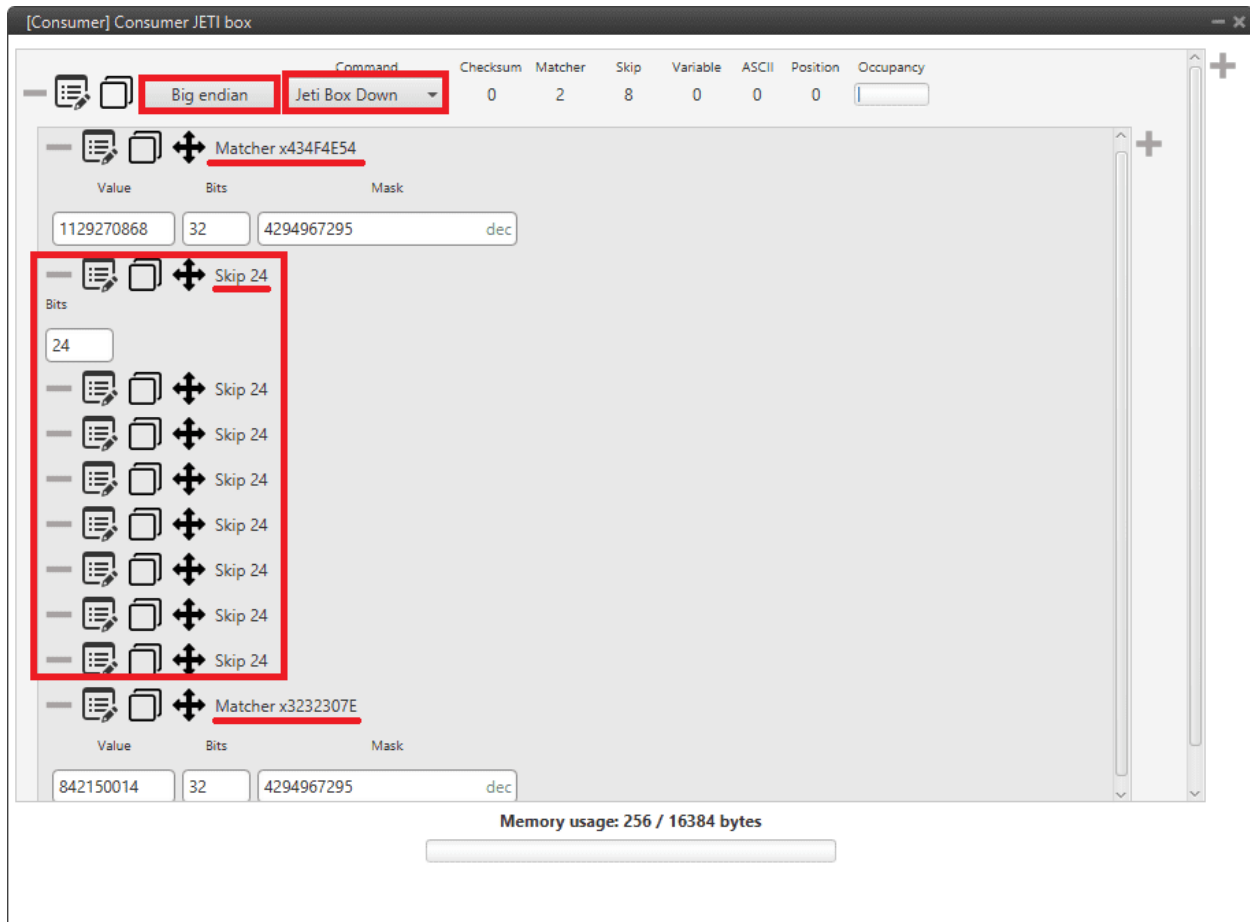 [Consumer] Consumer JETI box
Command Checksum Matcher Skip Variable ASCII Position Occupancy
Big endian Jeti Box Down 0 2 8 0 0 0
Matcher x434F4E54
Value Bits Mask
1129270868 32 4294967295 dec
Skip 24
Bits
24
Skip 24
Skip 24
Skip 24
Skip 24
Skip 24
Skip 24
Skip 24
Matcher x3232307E
Value Bits Mask
842150014 32 4294967295 dec
Memory usage: 256 / 16384 bytes